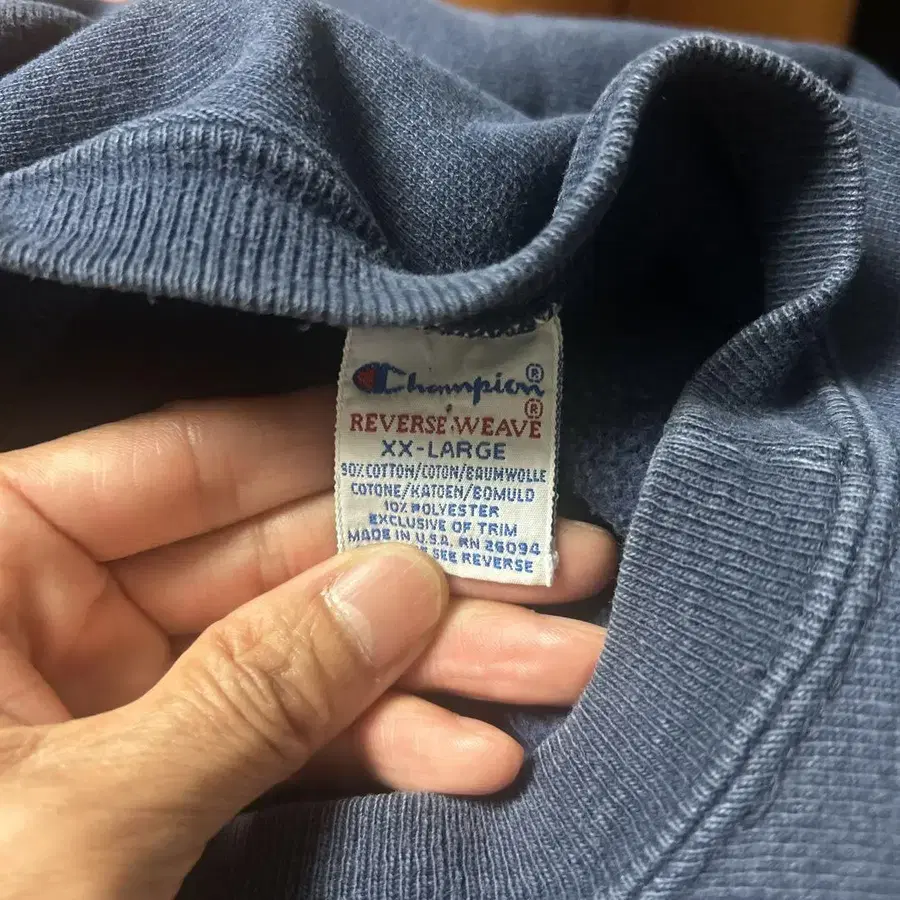 Champion®
REVERSE WEAVE®
XX-LARGE
90% COTTON/COTON/BAUMWOLLE
COTONE/KATOEN/BOMULD
10% POLYESTER
EXCLUSIVE OF TRIM
MADE IN U.S.A. RN 26094
SEE REVERSE